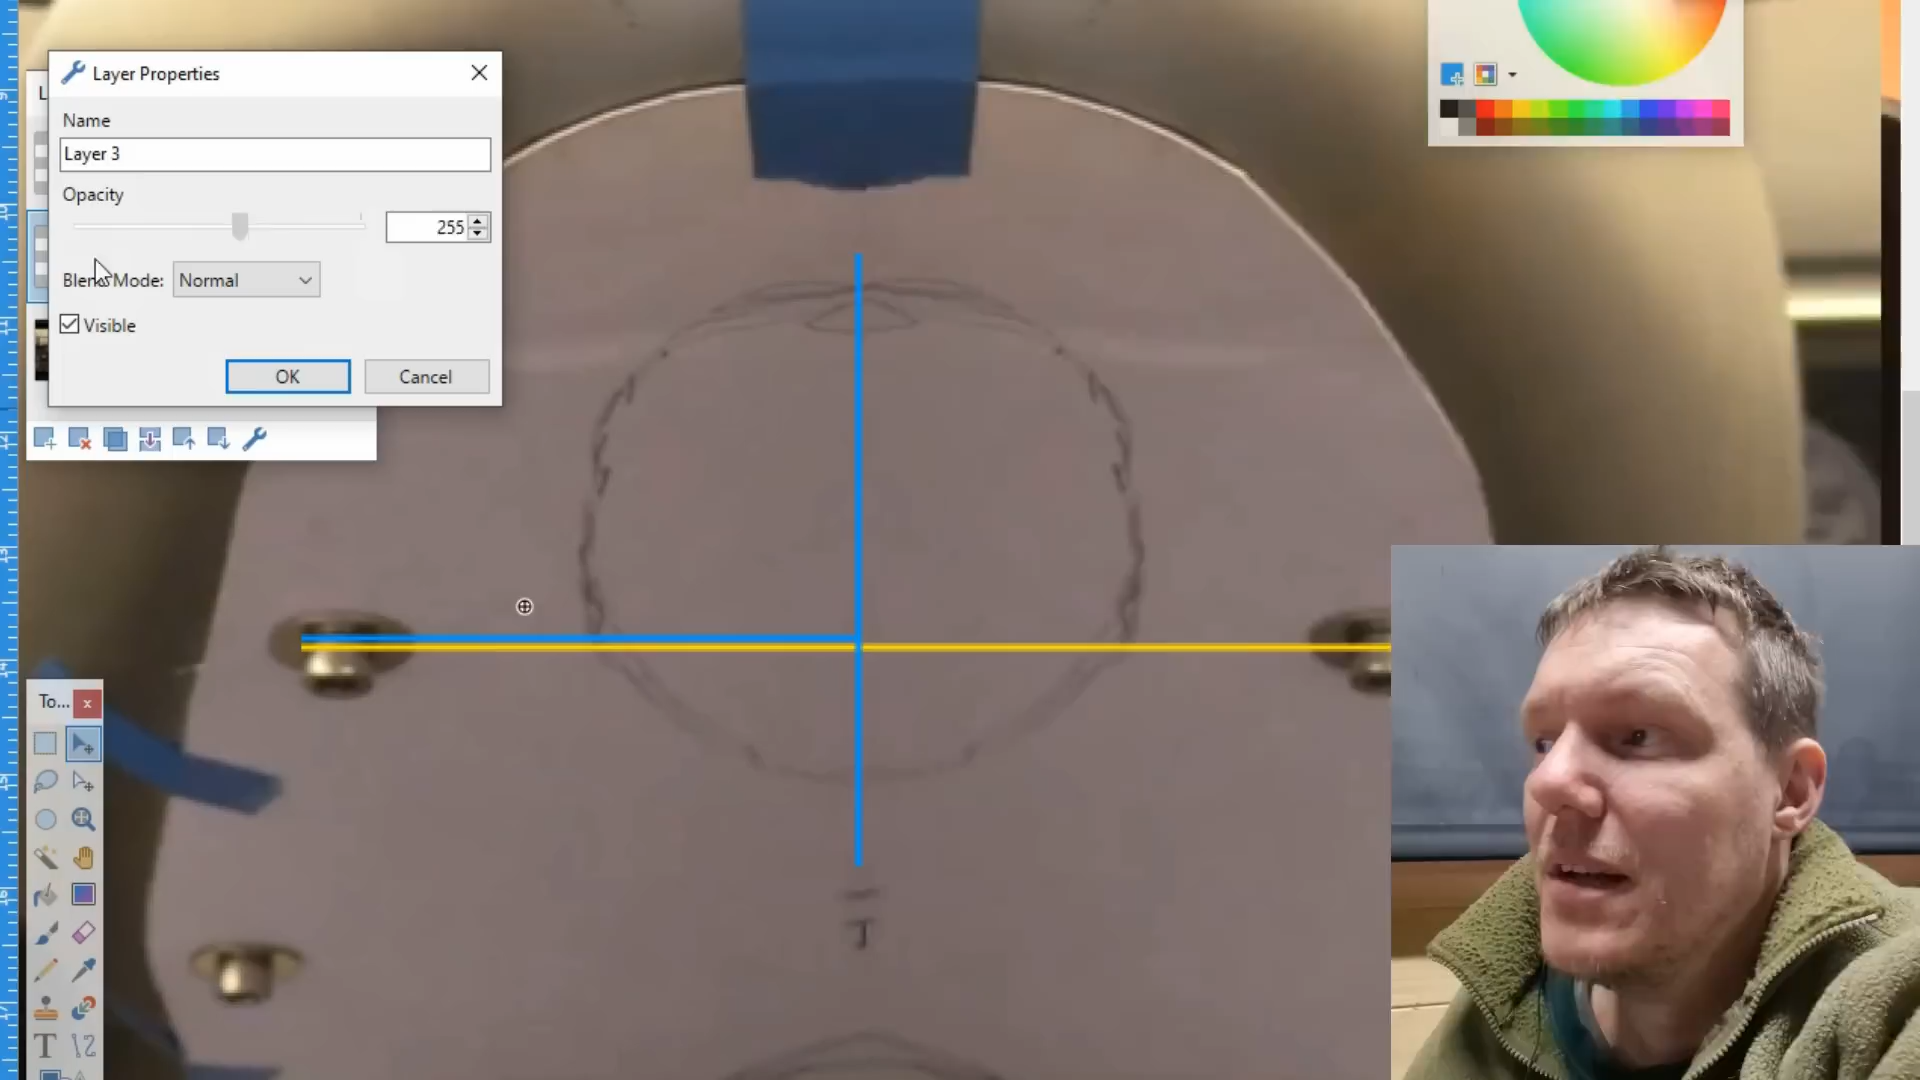 Layer Properties
L
Name
Layer 3
Opacity
255
Blend Mode: Normal
Visible
OK
Cancel
To...